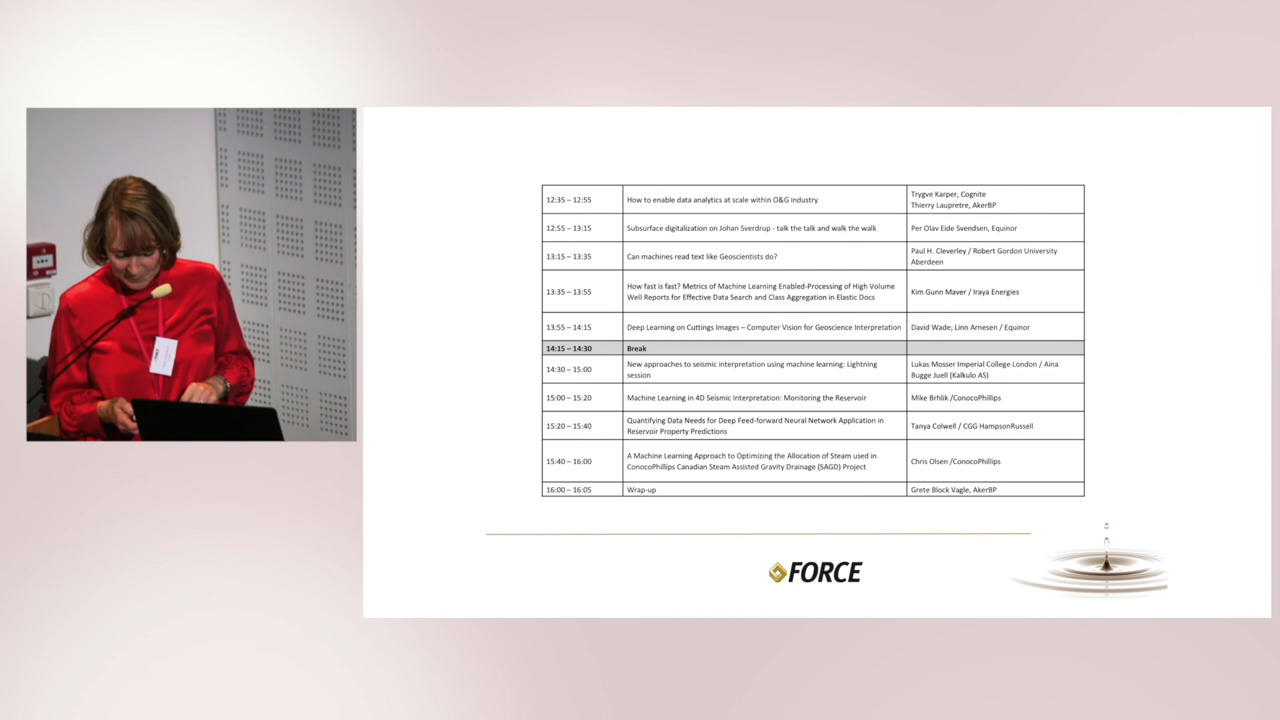 12:35 – 12:55
How to enable data analytics at scale within O&G industry
Trygve Karper, Cognite
Thierry Laupretre, AkerBP
12:55 – 13:15
Subsurface digitalization on Johan Sverdrup - talk the talk and walk the walk
Per Olav Eide Svendsen, Equinor
13:15 – 13:35
Can machines read text like Geoscientists do?
Paul H. Cleverley / Robert Gordon University
Aberdeen
13:35 – 13:55
How fast is fast? Metrics of Machine Learning Enabled-Processing of High Volume
Well Reports for Effective Data Search and Class Aggregation in Elastic Docs
Kim Gunn Maver / Iraya Energies
13:55 – 14:15
Deep Learning on Cuttings Images – Computer Vision for Geoscience Interpretation
David Wade; Linn Arnesen / Equinor
14:15 – 14:30
Break
14:30 – 15:00
New approaches to seismic interpretation using machine learning: Lightning
session
Lukas Mosser Imperial College London / Aina
Bugge Juell (Kalkulo AS)
15:00 – 15:20
Machine Learning in 4D Seismic Interpretation: Monitoring the Reservoir
Mike Brhlik /ConocoPhillips
15:20 – 15:40
Quantifying Data Needs for Deep Feed-forward Neural Network Application in
Reservoir Property Predictions
Tanya Colwell / CGG HampsonRussell
15:40 – 16:00
A Machine Learning Approach to Optimizing the Allocation of Steam used in
ConocoPhillips Canadian Steam Assisted Gravity Drainage (SAGD) Project
Chris Olsen /ConocoPhillips
16:00 – 16:05
Wrap-up
Grete Block Vagle, AkerBP
FORCE